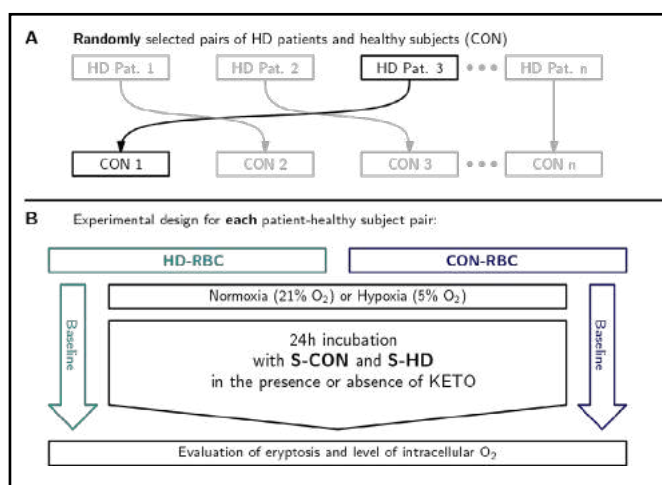 A Randomly selected pairs of HD patients and healthy subjects (CON)
HD Pat. 1 HD Pat. 2 HD Pat. 3 HD Pat. n
CON 1 CON 2 CON 3 CON n
B Experimental design for each patient-healthy subject pair:
HD-RBC CON-RBC
Normoxia (21% O₂) or Hypoxia (5% O₂)
Baseline
24h incubation
with S-CON and S-HD
in the presence or absence of KETO
Baseline
Evaluation of eryptosis and level of intracellular O₂